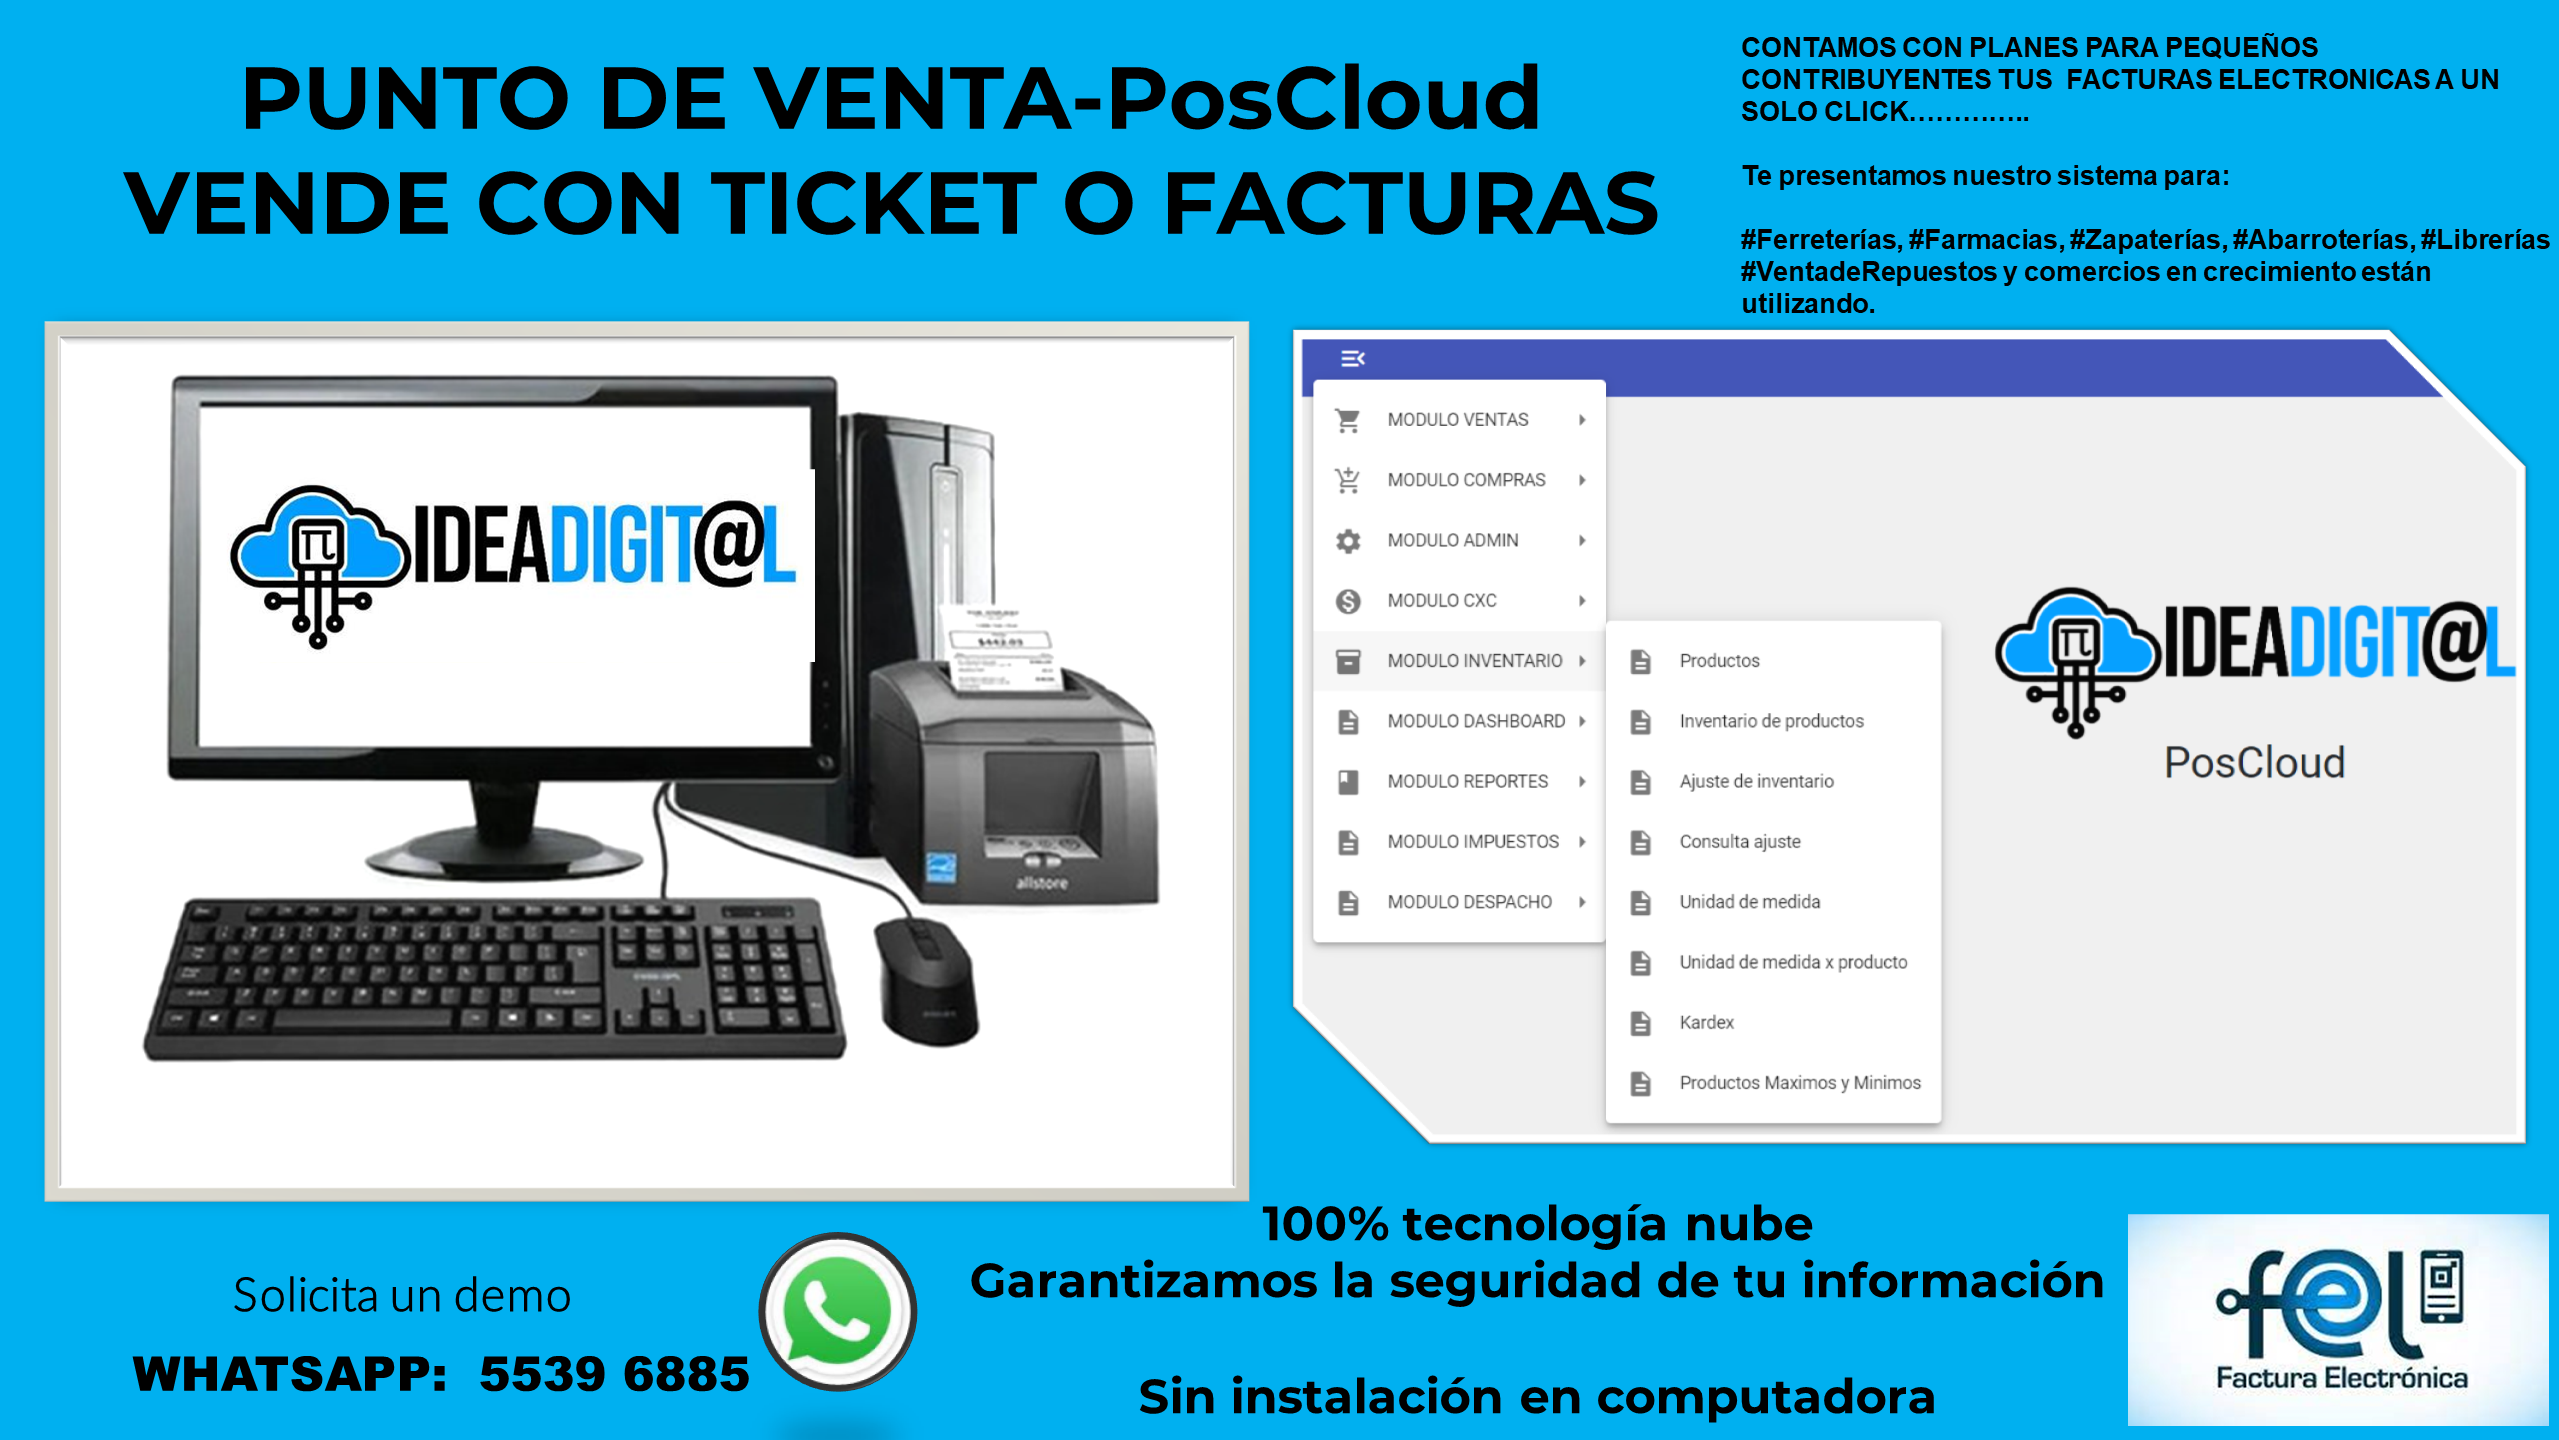 PUNTO DE VENTA-PosCloud
VENDE CON TICKET O FACTURAS
CONTAMOS CON PLANES PARA PEQUEÑOS
CONTRIBUYENTES TUS  FACTURAS ELECTRONICAS A UN
SOLO CLICK.............
Te presentamos nuestro sistema para:
#Ferreterías, #Farmacias, #Zapaterías, #Abarroterías, #Librerías
#VentadeRepuestos y comercios en crecimiento están
utilizando.
IDEADIGIT@L
$442.03
allstore
MODULO VENTAS
MODULO COMPRAS
MODULO ADMIN
MODULO CXC
MODULO INVENTARIO
MODULO DASHBOARD
MODULO REPORTES
MODULO IMPUESTOS
MODULO DESPACHO
Productos
Inventario de productos
Ajuste de inventario
Consulta ajuste
Unidad de medida
Unidad de medida x producto
Kardex
Productos Maximos y Minimos
IDEADIGIT@L
PosCloud
Solicita un demo
WHATSAPP:  5539 6885
100% tecnología nube
Garantizamos la seguridad de tu información
Sin instalación en computadora
fel
Factura Electrónica